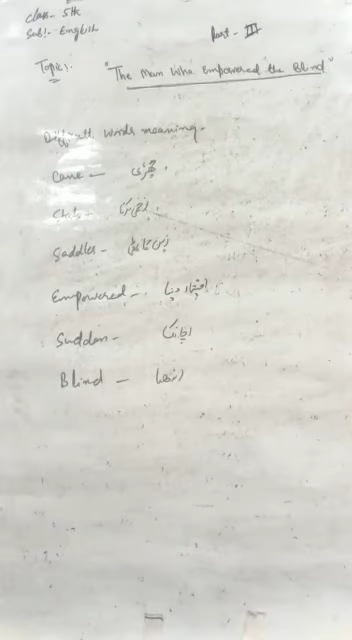 Class- 5th
Sub:- English
Part - III
Topic:- "The Man Who Empowered the Blind"
Difficult words meaning.
Cane - چھڑی.
Saddler -
Empowered - اختیار دینا
Sudden - اچانک
Blind - اندھا